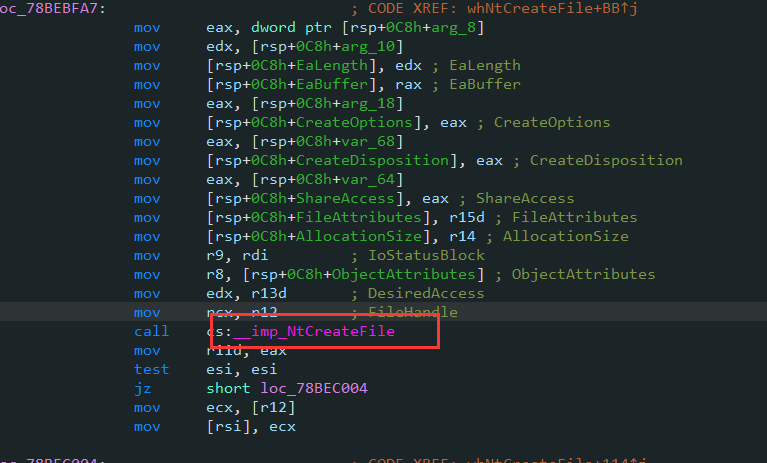 loc_78BEBFA7: ; CODE XREF: whNtCreateFile+BB↑j
mov eax, dword ptr [rsp+0C8h+arg_8]
mov edx, [rsp+0C8h+arg_10]
mov [rsp+0C8h+EaLength], edx ; EaLength
mov [rsp+0C8h+EaBuffer], rax ; EaBuffer
mov eax, [rsp+0C8h+arg_18]
mov [rsp+0C8h+CreateOptions], eax ; CreateOptions
mov eax, [rsp+0C8h+var_68]
mov [rsp+0C8h+CreateDisposition], eax ; CreateDisposition
mov eax, [rsp+0C8h+var_64]
mov [rsp+0C8h+ShareAccess], eax ; ShareAccess
mov [rsp+0C8h+FileAttributes], r15d ; FileAttributes
mov [rsp+0C8h+AllocationSize], r14 ; AllocationSize
mov r9, rdi ; IoStatusBlock
mov r8, [rsp+0C8h+ObjectAttributes] ; ObjectAttributes
mov edx, r13d ; DesiredAccess
mov rcx, r12 ; FileHandle
call cs:__imp_NtCreateFile
mov r11d, eax
test esi, esi
jz short loc_78BEC004
mov ecx, [r12]
mov [rsi], ecx
loc_78BEC004: ; CODE XREF: whNtCreateFile+114↑j